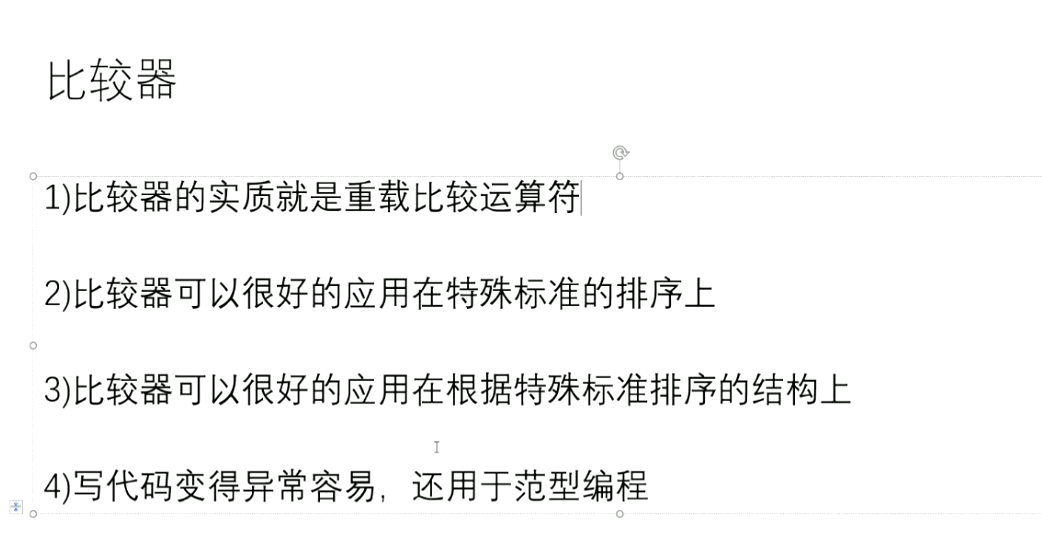 比较器
1)比较器的实质就是重载比较运算符
2)比较器可以很好的应用在特殊标准的排序上
3)比较器可以很好的应用在根据特殊标准排序的结构上
4)写代码变得异常容易，还用于范型编程